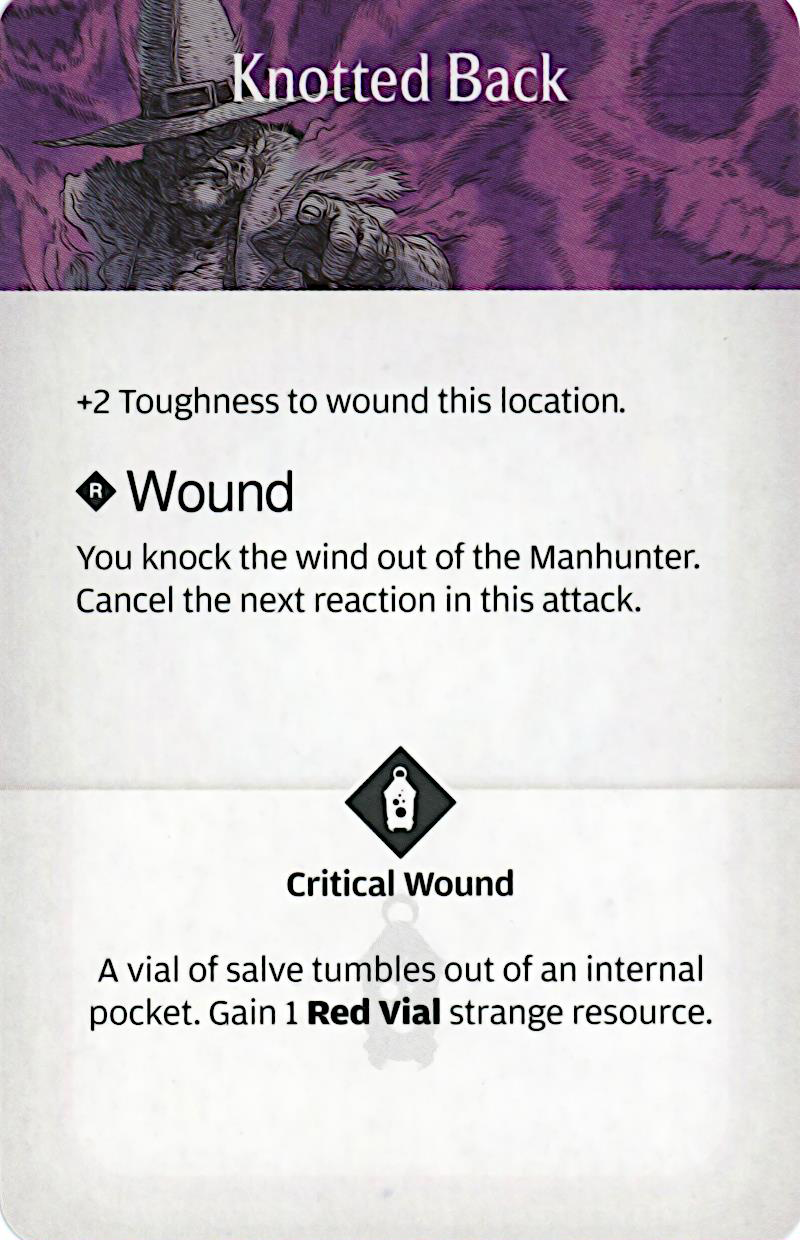 Knotted Back
+2 Toughness to wound this location.
R Wound
You knock the wind out of the Manhunter.
Cancel the next reaction in this attack.
Critical Wound
A vial of salve tumbles out of an internal
pocket. Gain 1 Red Vial strange resource.